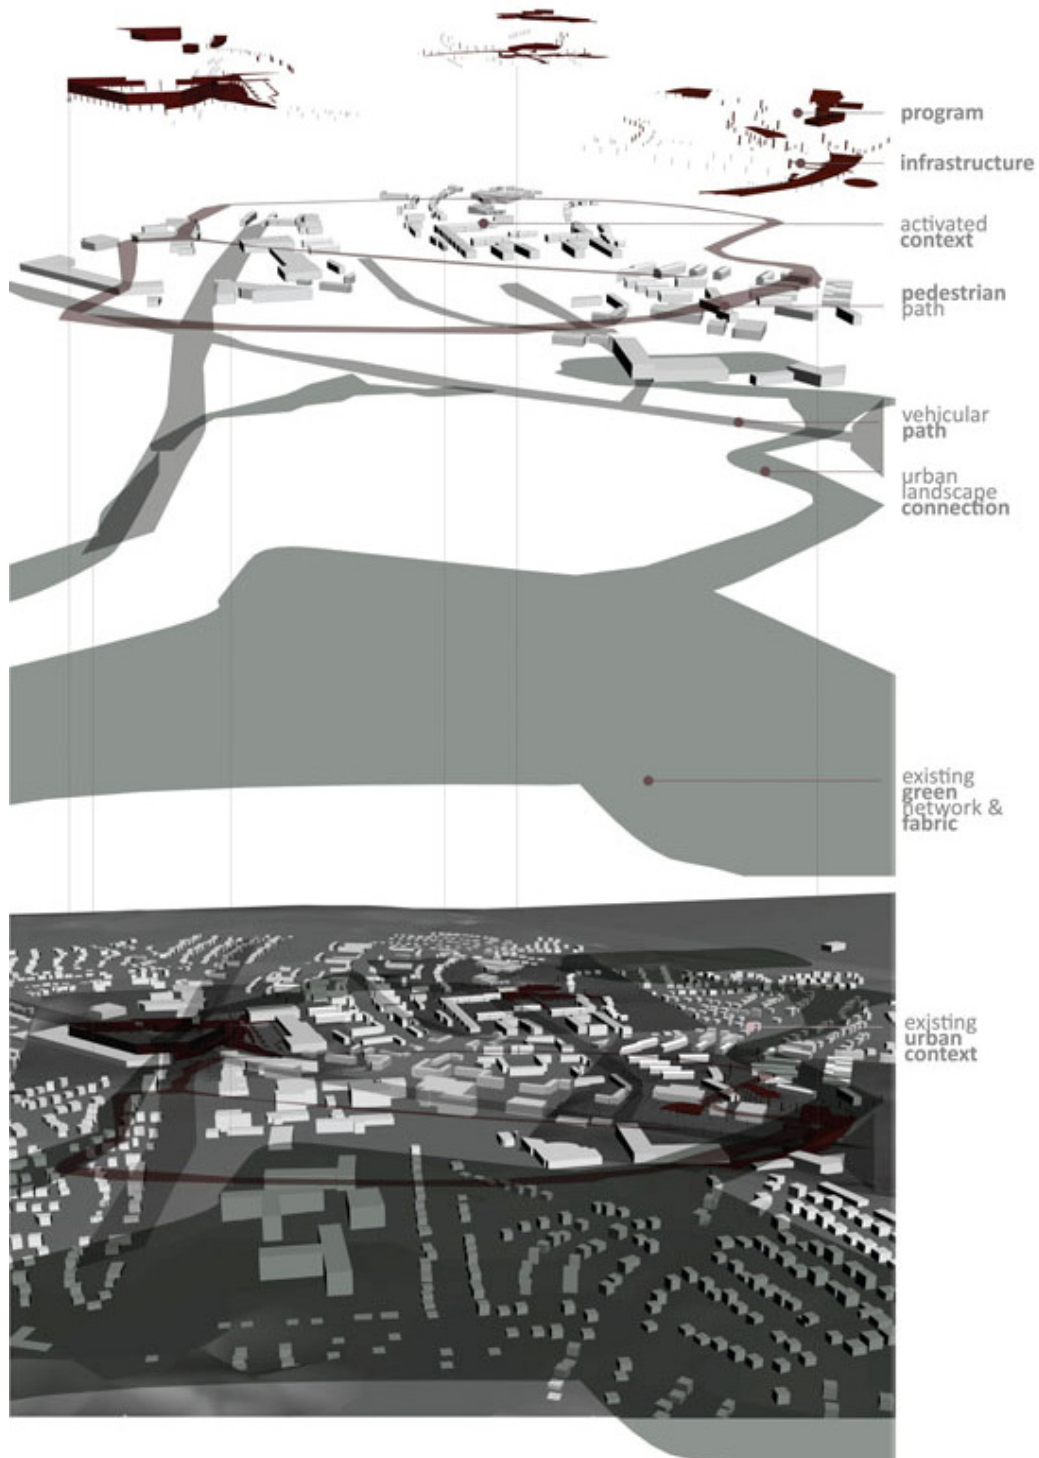 program
infrastructure
activated
context
pedestrian
path
vehicular
path
urban
landscape
connection
existing
green
network &
fabric
existing
urban
context